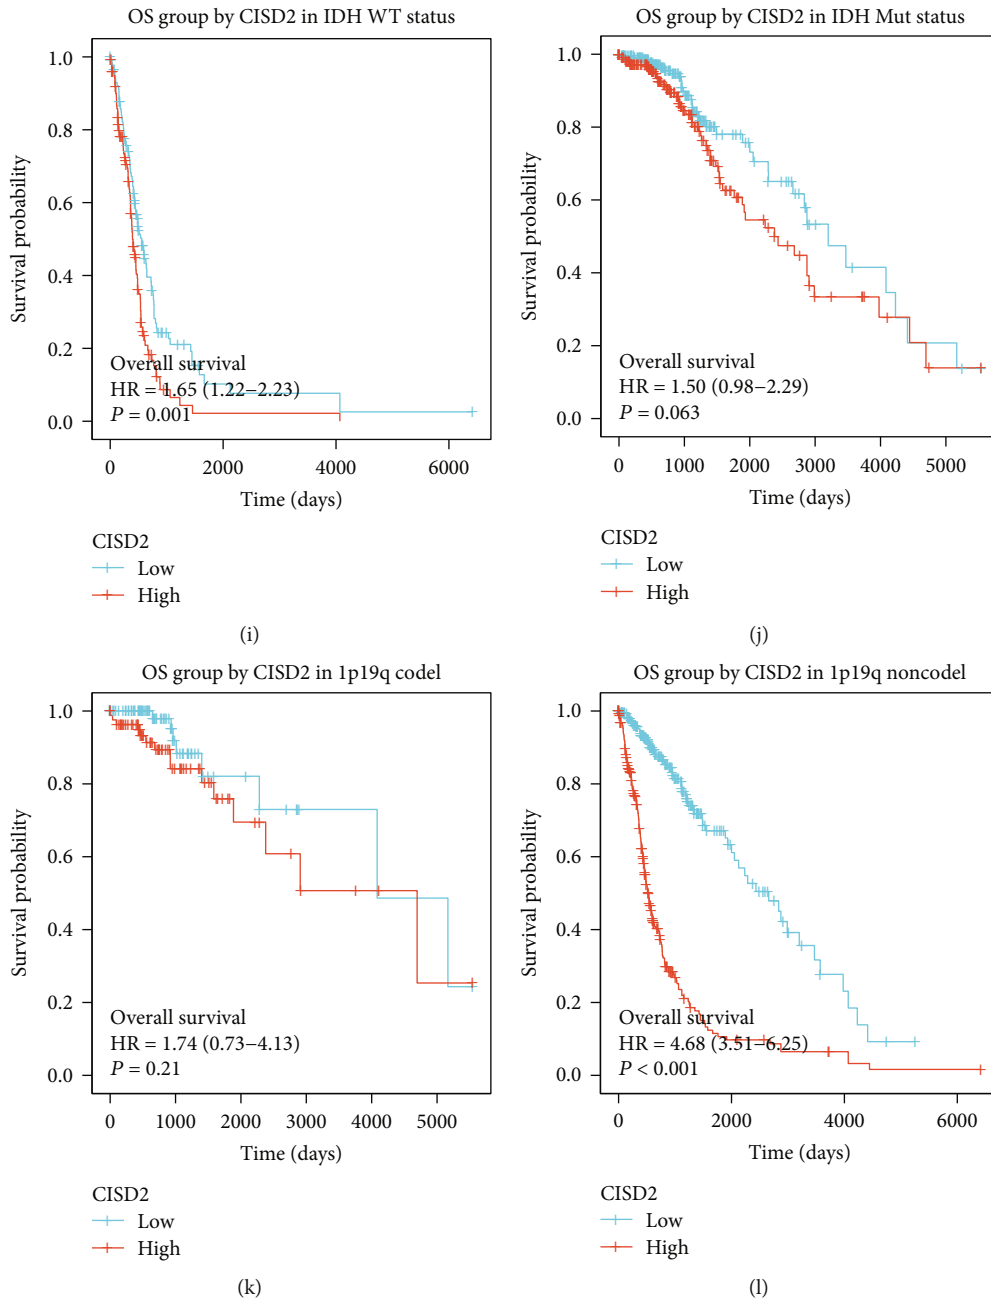 OS group by CISD2 in IDH WT status
Survival probability
1.0
0.8
0.6
0.4
0.2
0.0
Overall survival
HR = 1.65 (1.22–2.23)
P = 0.001
0 2000 4000 6000
Time (days)
CISD2
Low
High
(i)
OS group by CISD2 in IDH Mut status
Survival probability
1.0
0.8
0.6
0.4
0.2
0.0
Overall survival
HR = 1.50 (0.98–2.29)
P = 0.063
0 1000 2000 3000 4000 5000
Time (days)
CISD2
Low
High
(j)
OS group by CISD2 in 1p19q codel
Survival probability
1.0
0.8
0.6
0.4
0.2
0.0
Overall survival
HR = 1.74 (0.73–4.13)
P = 0.21
0 1000 2000 3000 4000 5000
Time (days)
CISD2
Low
High
(k)
OS group by CISD2 in 1p19q noncodel
Survival probability
1.0
0.8
0.6
0.4
0.2
0.0
Overall survival
HR = 4.68 (3.51–6.25)
P < 0.001
0 2000 4000 6000
Time (days)
CISD2
Low
High
(l)